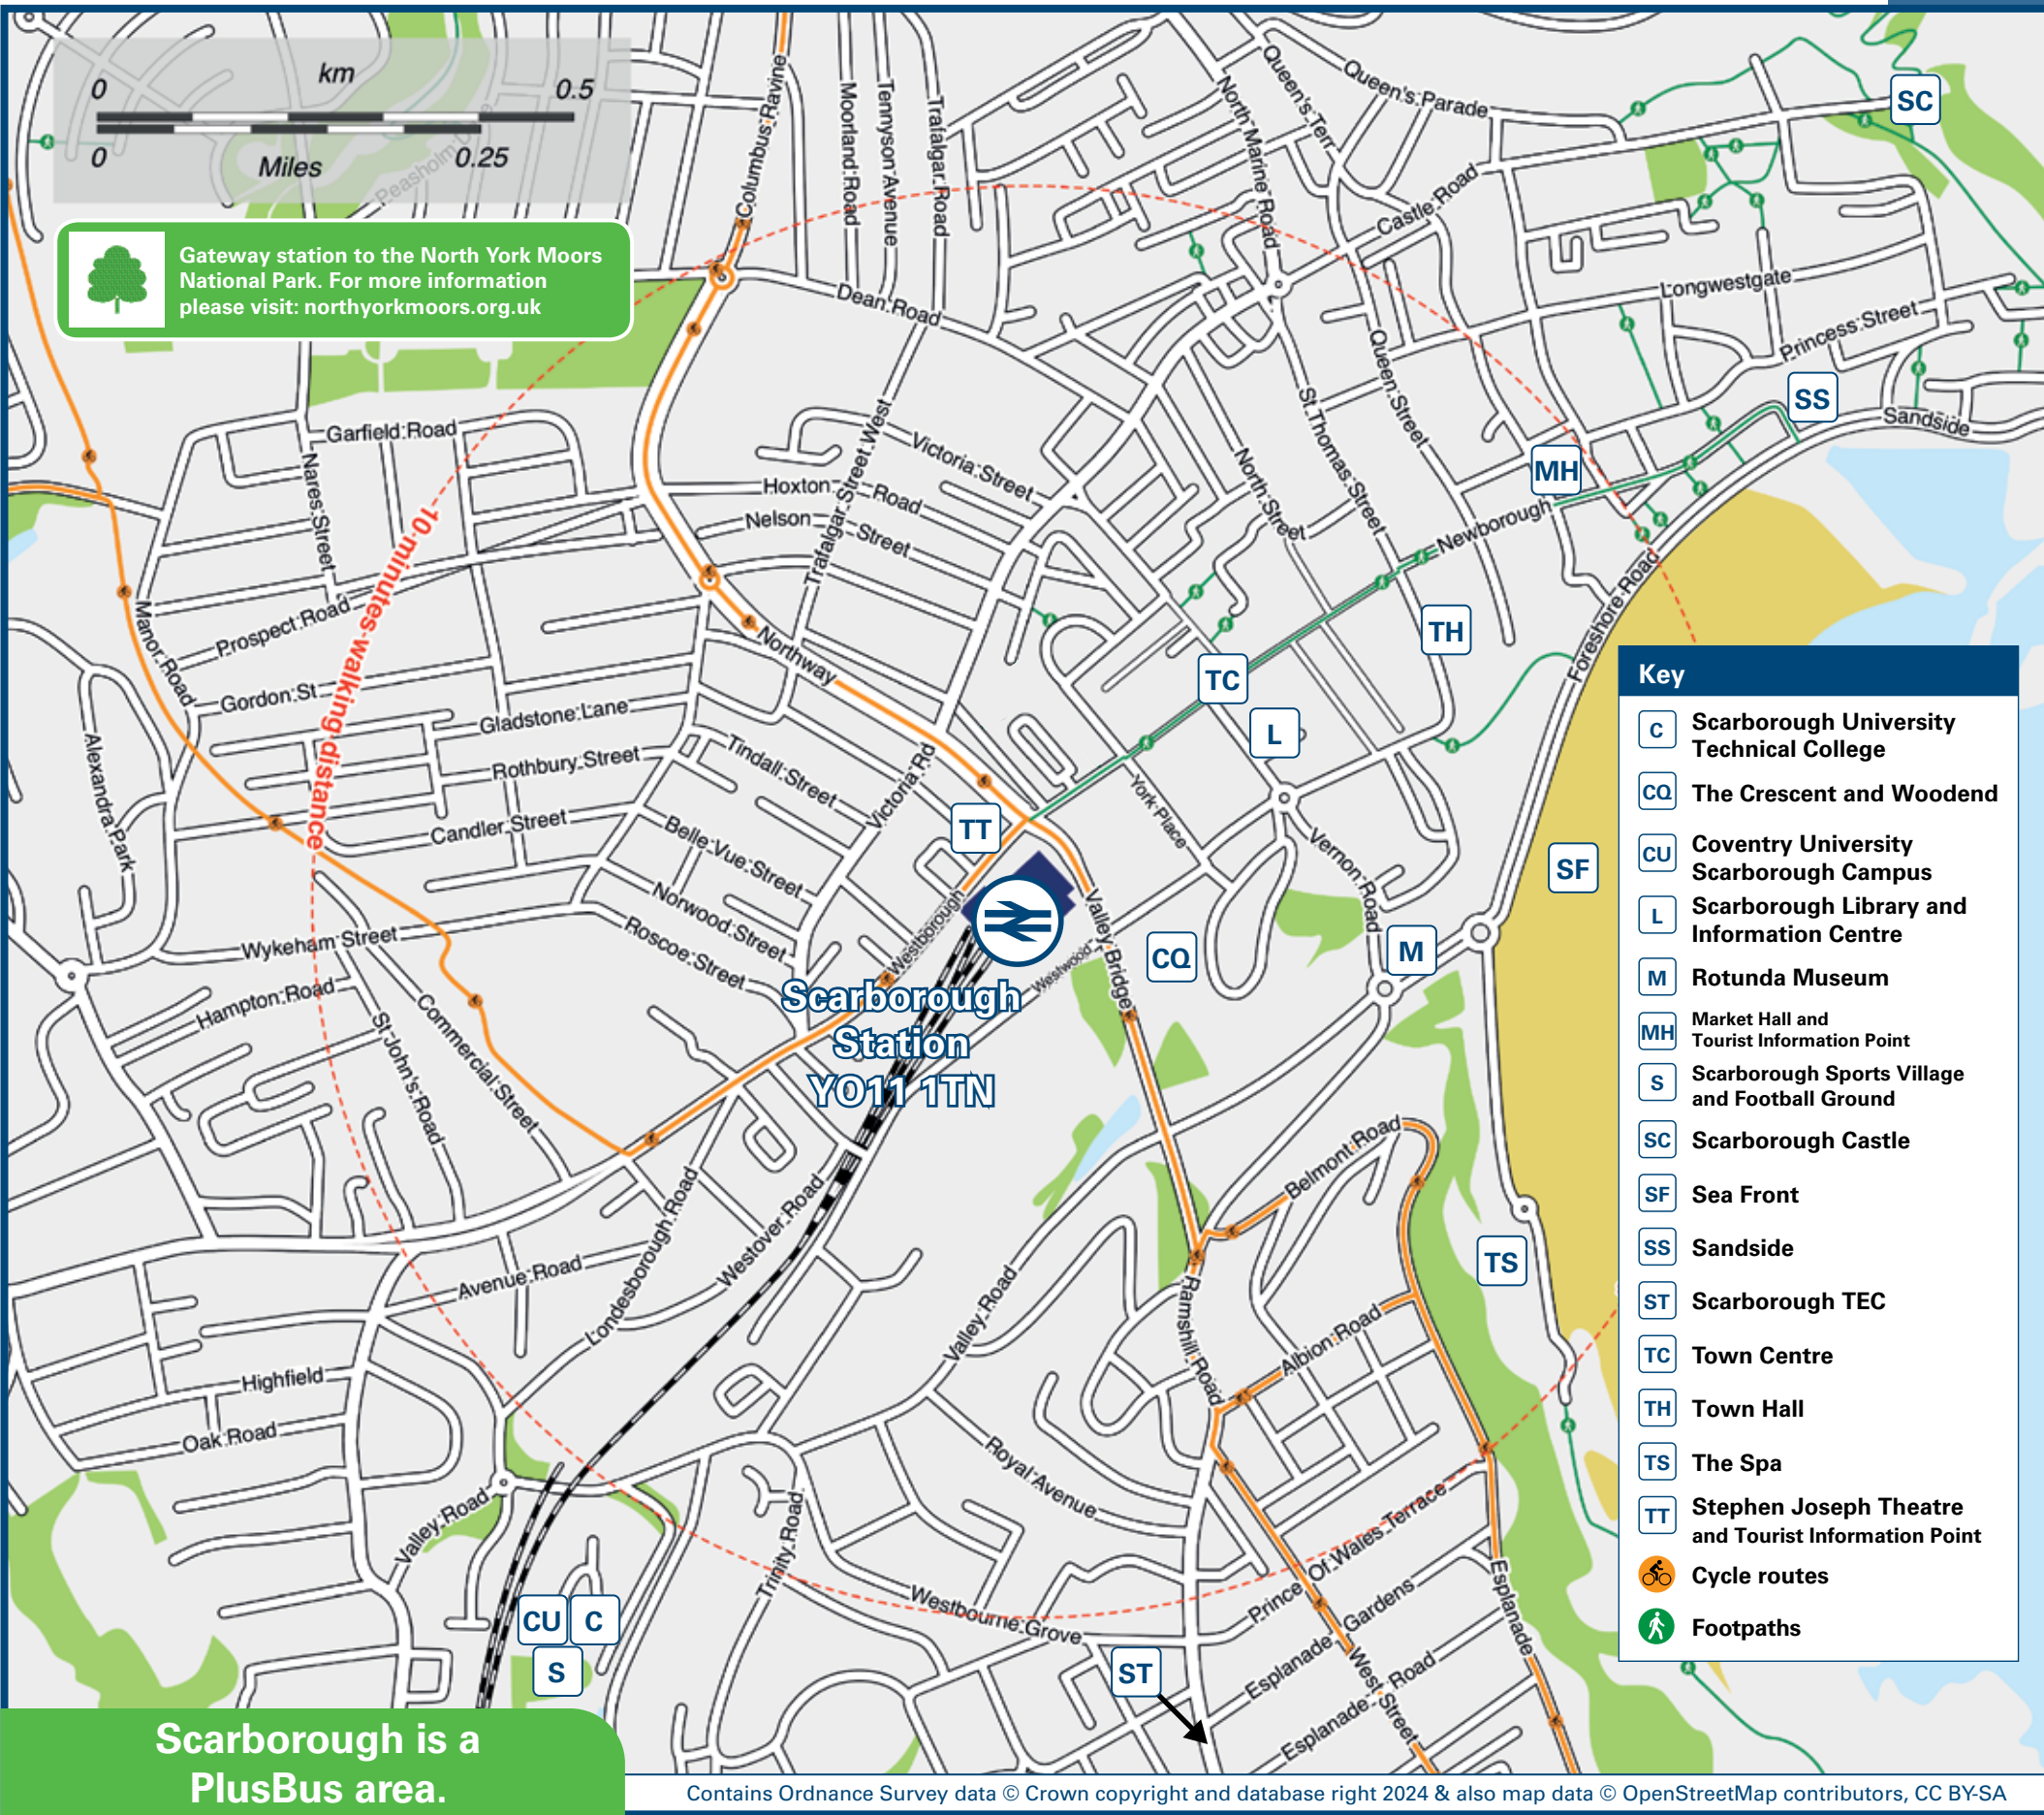 km
0
0.5
0
Miles
0.25
Peasholm
Gateway station to the North York Moors
National Park. For more information
please visit: northyorkmoors.org.uk
Columbus Ravine
Moorland Road
Tennyson Avenue
Trafalgar Road
North Marine Road
Queen's Terr
Queen's Parade
Castle Road
SC
Dean Road
Longwestgate
Princess Street
SS
Sandside
Garfield Road
Nares Street
Victoria Street
Hoxton Road
Nelson Street
Trafalgar Street West
North Street
St Thomas Street
Queen Street
MH
Newborough
10 minutes walking distance
Prospect Road
Manor Road
Gordon St
Gladstone Lane
Rothbury Street
Candler Street
Northway
Tindall Street
Victoria Rd
Belle Vue Street
Norwood Street
Roscoe Street
Alexandra Park
TH
TC
L
Foreshore Road
York Place
TT
Vernon Road
SF
Westborough
Valley Bridge
Westwood
CQ
M
Wykeham Street
Hampton Road
Commercial Street
St John's Road
Scarborough
Station
YO11 1TN
Belmont Road
Londesborough Road
Westover Road
Avenue Road
Valley Road
Ramshill Road
Albion Road
TS
Highfield
Oak Road
Royal Avenue
Valley Road
Trinity Road
Westbourne Grove
Prince Of Wales Terrace
Esplanade Gardens
Esplanade Road
Esplanade
West Street
CU
C
S
ST
Key
C
Scarborough University
Technical College
CQ
The Crescent and Woodend
CU
Coventry University
Scarborough Campus
L
Scarborough Library and
Information Centre
M
Rotunda Museum
MH
Market Hall and
Tourist Information Point
S
Scarborough Sports Village
and Football Ground
SC
Scarborough Castle
SF
Sea Front
SS
Sandside
ST
Scarborough TEC
TC
Town Centre
TH
Town Hall
TS
The Spa
TT
Stephen Joseph Theatre
and Tourist Information Point
Cycle routes
Footpaths
Scarborough is a
PlusBus area.
Contains Ordnance Survey data © Crown copyright and database right 2024 & also map data © OpenStreetMap contributors, CC BY-SA